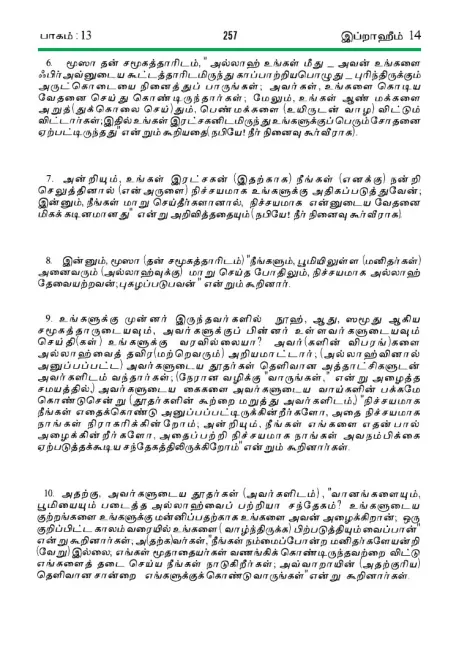 பாகம் : 13
257
இப்றாஹீம் 14
6. மூஸா தன் சமூகத்தாரிடம்," அல்லாஹ் உங்கள் மீது _ அவன் உங்களை
ஃபிர்அவ்னுடைய கூட்டத்தாரிடமிருந்து காப்பாற்றியபொழுது _ புரிந்திருக்கும்
அருட்கொடையை நினைத்துப் பாருங்கள்; அவர்கள், உங்களை கொடிய
வேதனை செய்து கொண்டிருந்தார்கள்; மேலும், உங்கள் ஆண் மக்களை
அறுத்(துக்கொலை செய்)தும், பெண்மக்களை (உயிருடன் வாழ) விட்டும்
விட்டார்கள்;இதில் உங்கள் இரட்சகனிடமிருந்து உங்களுக்குப்பெரும்சோதனை
ஏற்பட்டிருந்தது" என்றும் கூறியதை(நபியே! நீர் நினைவு கூர்வீராக).
7. அன்றியும், உங்கள் இரட்சகன் (இதற்காக) நீங்கள் (எனக்கு) நன்றி
செலுத்தினால் (என்அருளை) நிச்சயமாக உங்களுக்கு அதிகப்படுத்துவேன்;
இன்னும், நீங்கள் மாறு செய்தீர்களானால், நிச்சயமாக என்னுடைய வேதனை
மிகக்கடினமானது" என்று அறிவித்ததையும்(நபியே! நீர் நினைவு கூர்வீராக).
8. இன்னும், மூஸா (தன் சமூகத்தாரிடம்) "நீங்களும், பூமியிலுள்ள (மனிதர்கள்)
அனைவரும் (அல்லாஹ்வுக்கு) மாறு செய்த போதிலும், நிச்சயமாக அல்லாஹ்
தேவையற்றவன்;புகழப்படுபவன்" என்றும் கூறினார்.
9. உங்களுக்கு முன்னர் இருந்தவர்களில் நூஹ், ஆது, ஸமூது ஆகிய
சமூகத்தாருடையவும், அவர்களுக்குப் பின்னர் உள்ளவர்களுடையவும்
செய்தி(கள்) உங்களுக்கு வரவில்லையா? அவர்(களின் விபரங்)களை
அல்லாஹ்வைத் தவிர(மற்றெவரும்) அறியமாட்டார்; (அல்லாஹ்வினால்
அனுப்பப்பட்ட) அவர்களுடைய தூதர்கள் தெளிவான அத்தாட்சிகளுடன்
அவர்களிடம் வந்தார்கள்; (நேரான வழிக்கு வாருங்கள்," என்று அழைத்த
சமயத்தில்,) அவர்களுடைய கைகளை அவர்களுடைய வாய்களின் பக்கமே
கொண்டுசென்று (தூதர்களின் கூற்றை மறுத்து அவர்களிடம்,) "நிச்சயமாக
நீங்கள் எதைக்கொண்டு அனுப்பப்பட்டிருக்கின்றீர்களோ, அதை நிச்சயமாக
நாங்கள் நிராகரிக்கின்றோம்; அன்றியும், நீங்கள் எங்களை எதன்பால்
அழைக்கின்றீர்களோ, அதைப்பற்றி நிச்சயமாக நாங்கள் அவநம்பிக்கை
ஏற்படுத்தக்கூடிய சந்தேகத்திலிருக்கிறோம்" என்றும் கூறினார்கள்.
10. அதற்கு, அவர்களுடைய தூதர்கள் (அவர்களிடம்) , "வானங்களையும்,
பூமியையும் படைத்த அல்லாஹ்வைப் பற்றியா சந்தேகம்? உங்களுடைய
குற்றங்களை உங்களுக்கு மன்னிப்பதற்காக உங்களை அவன் அழைக்கிறான்; ஒரு
குறிப்பிட்ட காலம்வரையில் உங்களை ( வாழ்ந்திருக்க) பிற்படுத்தியும் வைப்பான்"
என்று கூறினார்கள்; அ(தற்கு)வர்கள், "நீங்கள் நம்மைப்போன்ற மனிதர்களேயன்றி
(வேறு) இல்லை, எங்கள் மூதாதையர்கள் வணங்கிக் கொண்டிருந்தவற்றை விட்டு
எங்களைத் தடை செய்ய நீங்கள் நாடுகிறீர்கள்; அவ்வாறாயின் (அதற்குரிய)
தெளிவான சான்றை எங்களுக்குக்கொண்டு வாருங்கள்" என்று கூறினார்கள்.